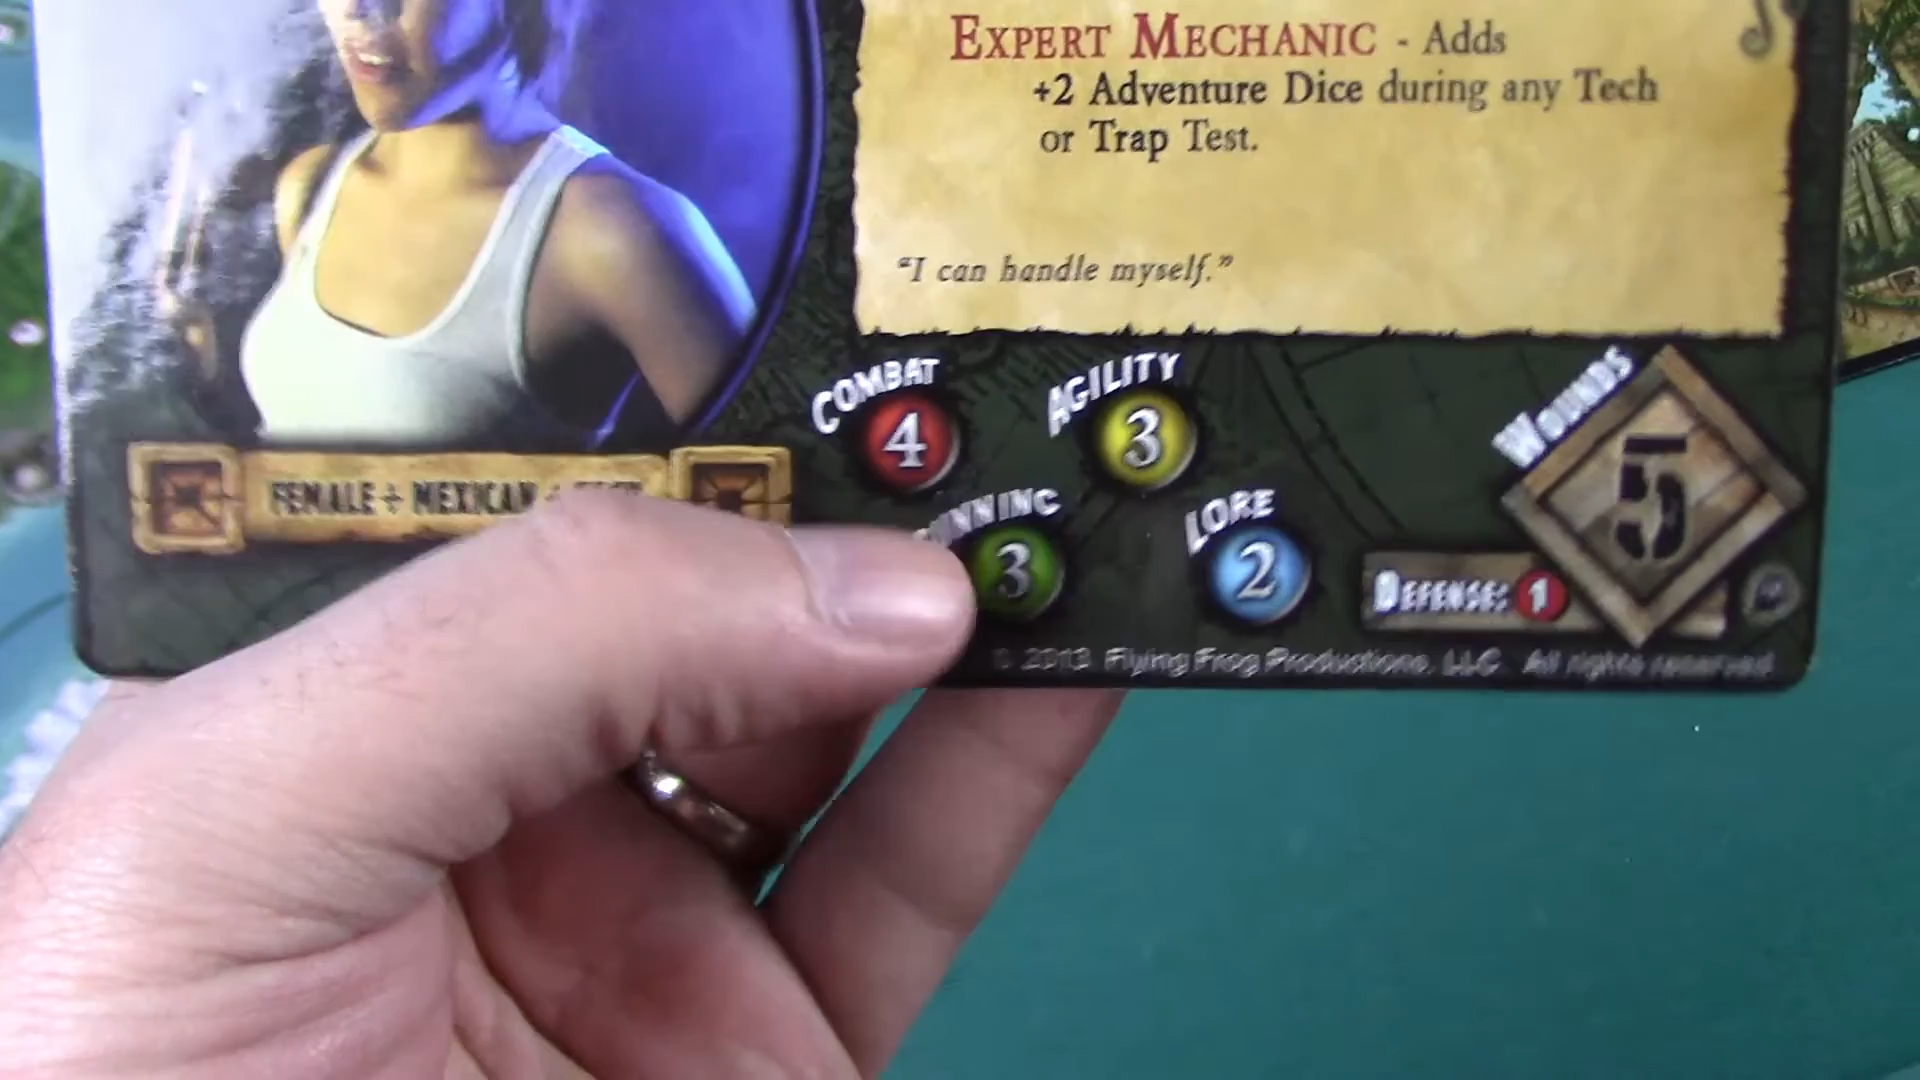 EXPERT MECHANIC - Adds
+2 Adventure Dice during any Tech
or Trap Test.
"I can handle myself."
COMBAT
4
AGILITY
3
WOUNDS
5
FEMALE + MEXICAN +
3
LORE
2
DEFENSE: 1
© 2013 Flying Frog Productions, LLC All rights reserved